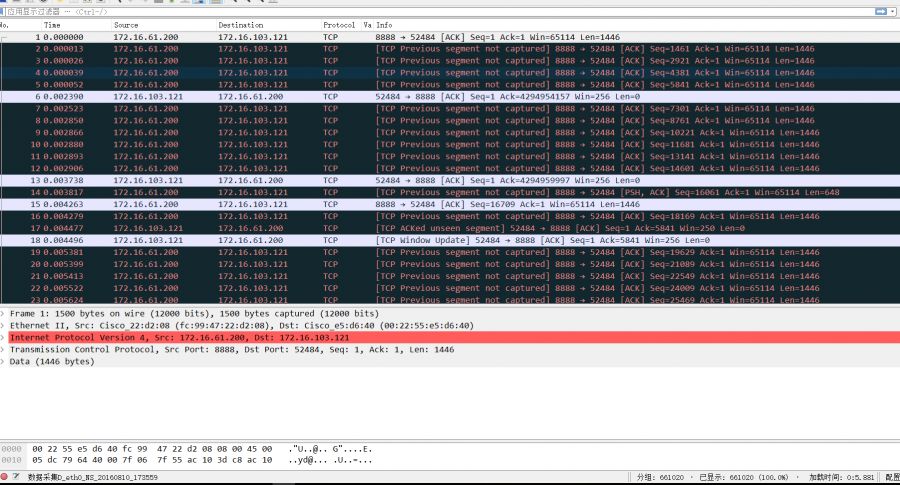 应用显示过滤器 … <Ctrl-/>
No. Time Source Destination Protocol Va Info
1 0.000000 172.16.61.200 172.16.103.121 TCP 8888 → 52484 [ACK] Seq=1 Ack=1 Win=65114 Len=1446
2 0.000013 172.16.61.200 172.16.103.121 TCP [TCP Previous segment not captured] 8888 → 52484 [ACK] Seq=1461 Ack=1 Win=65114 Len=1446
3 0.000026 172.16.61.200 172.16.103.121 TCP [TCP Previous segment not captured] 8888 → 52484 [ACK] Seq=2921 Ack=1 Win=65114 Len=1446
4 0.000039 172.16.61.200 172.16.103.121 TCP [TCP Previous segment not captured] 8888 → 52484 [ACK] Seq=4381 Ack=1 Win=65114 Len=1446
5 0.000052 172.16.61.200 172.16.103.121 TCP [TCP Previous segment not captured] 8888 → 52484 [ACK] Seq=5841 Ack=1 Win=65114 Len=1446
6 0.002390 172.16.103.121 172.16.61.200 TCP 52484 → 8888 [ACK] Seq=1 Ack=4294954157 Win=256 Len=0
7 0.002523 172.16.61.200 172.16.103.121 TCP [TCP Previous segment not captured] 8888 → 52484 [ACK] Seq=7301 Ack=1 Win=65114 Len=1446
8 0.002850 172.16.61.200 172.16.103.121 TCP [TCP Previous segment not captured] 8888 → 52484 [ACK] Seq=8761 Ack=1 Win=65114 Len=1446
9 0.002866 172.16.61.200 172.16.103.121 TCP [TCP Previous segment not captured] 8888 → 52484 [ACK] Seq=10221 Ack=1 Win=65114 Len=1446
10 0.002880 172.16.61.200 172.16.103.121 TCP [TCP Previous segment not captured] 8888 → 52484 [ACK] Seq=11681 Ack=1 Win=65114 Len=1446
11 0.002893 172.16.61.200 172.16.103.121 TCP [TCP Previous segment not captured] 8888 → 52484 [ACK] Seq=13141 Ack=1 Win=65114 Len=1446
12 0.002906 172.16.61.200 172.16.103.121 TCP [TCP Previous segment not captured] 8888 → 52484 [ACK] Seq=14601 Ack=1 Win=65114 Len=1446
13 0.003738 172.16.103.121 172.16.61.200 TCP 52484 → 8888 [ACK] Seq=1 Ack=4294959997 Win=256 Len=0
14 0.003817 172.16.61.200 172.16.103.121 TCP [TCP Previous segment not captured] 8888 → 52484 [PSH, ACK] Seq=16061 Ack=1 Win=65114 Len=648
15 0.004263 172.16.61.200 172.16.103.121 TCP 8888 → 52484 [ACK] Seq=16709 Ack=1 Win=65114 Len=1446
16 0.004279 172.16.61.200 172.16.103.121 TCP [TCP Previous segment not captured] 8888 → 52484 [ACK] Seq=18169 Ack=1 Win=65114 Len=1446
17 0.004477 172.16.103.121 172.16.61.200 TCP [TCP ACKed unseen segment] 52484 → 8888 [ACK] Seq=1 Ack=5841 Win=250 Len=0
18 0.004496 172.16.103.121 172.16.61.200 TCP [TCP Window Update] 52484 → 8888 [ACK] Seq=1 Ack=5841 Win=256 Len=0
19 0.005381 172.16.61.200 172.16.103.121 TCP [TCP Previous segment not captured] 8888 → 52484 [ACK] Seq=19629 Ack=1 Win=65114 Len=1446
20 0.005399 172.16.61.200 172.16.103.121 TCP [TCP Previous segment not captured] 8888 → 52484 [ACK] Seq=21089 Ack=1 Win=65114 Len=1446
21 0.005413 172.16.61.200 172.16.103.121 TCP [TCP Previous segment not captured] 8888 → 52484 [ACK] Seq=22549 Ack=1 Win=65114 Len=1446
22 0.005522 172.16.61.200 172.16.103.121 TCP [TCP Previous segment not captured] 8888 → 52484 [ACK] Seq=24009 Ack=1 Win=65114 Len=1446
23 0.005624 172.16.61.200 172.16.103.121 TCP [TCP Previous segment not captured] 8888 → 52484 [ACK] Seq=25469 Ack=1 Win=65114 Len=1446
Frame 1: 1500 bytes on wire (12000 bits), 1500 bytes captured (12000 bits)
Ethernet II, Src: Cisco_22:d2:08 (fc:99:47:22:d2:08), Dst: Cisco_e5:d6:40 (00:22:55:e5:d6:40)
Internet Protocol Version 4, Src: 172.16.61.200, Dst: 172.16.103.121
Transmission Control Protocol, Src Port: 8888, Dst Port: 52484, Seq: 1, Ack: 1, Len: 1446
Data (1446 bytes)
0000 00 22 55 e5 d6 40 fc 99 47 22 d2 08 08 00 45 00 ."U..@.. G"....E.
0010 05 dc 79 64 40 00 7f 06 7f 55 ac 10 3d c8 ac 10 ..yd@... .U..=...
数据采集D_eth0_NS_20160810_173559 分组: 661020 · 已显示: 661020 (100.0%) · 加载时间: 0:5.881 配置